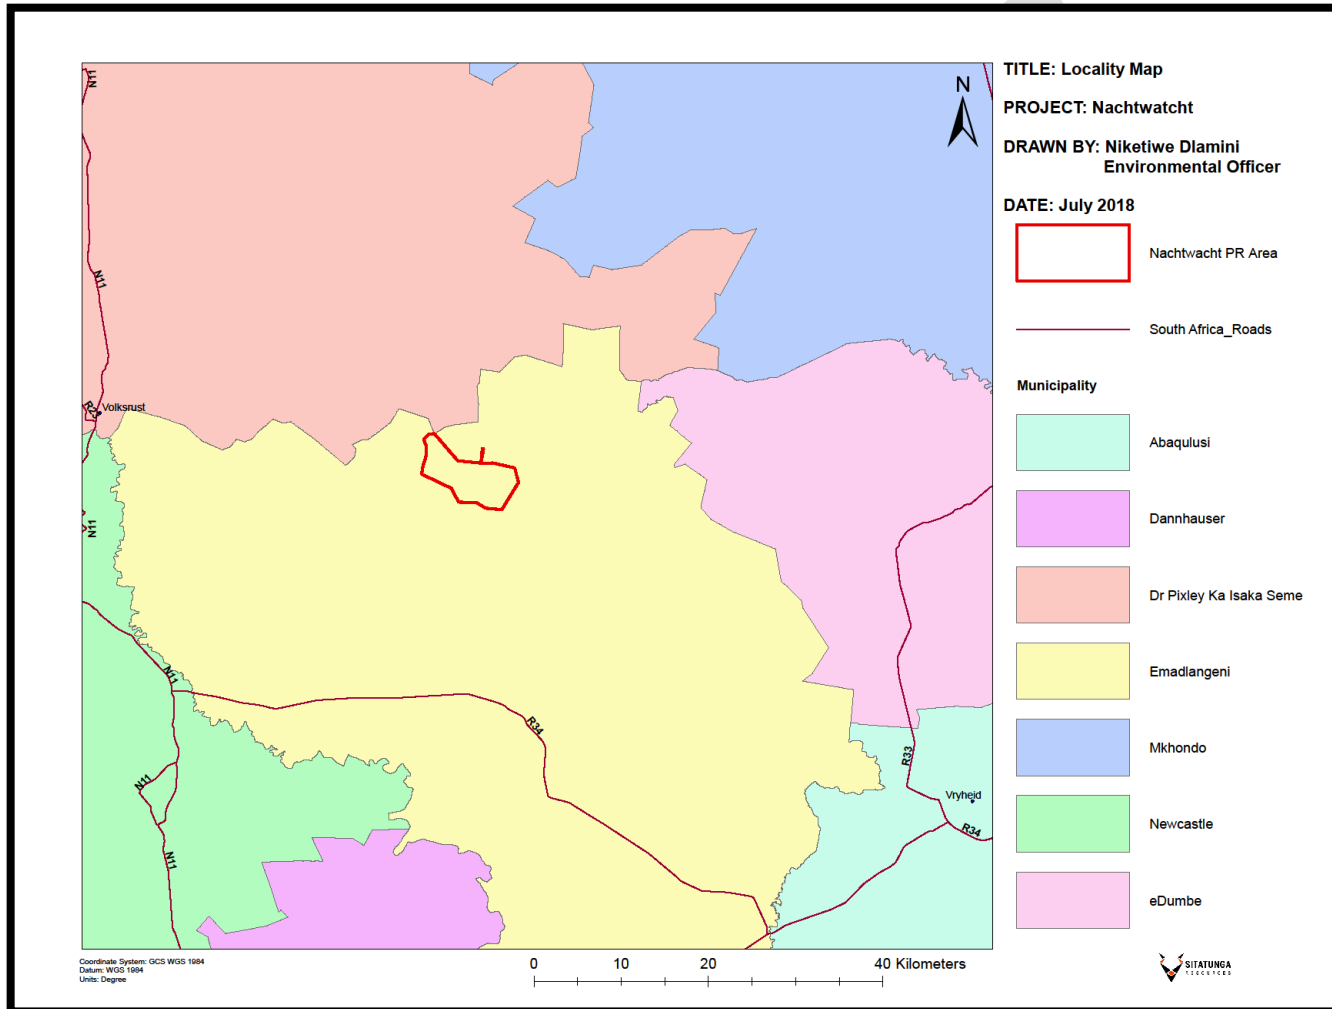 TITLE: Locality Map
PROJECT: Nachtwatcht
DRAWN BY: Niketiwe Dlamini
Environmental Officer
DATE: July 2018
Nachtwacht PR Area
South Africa_Roads
Municipality
Abaqulusi
Dannhauser
Dr Pixley Ka Isaka Seme
Emadlangeni
Mkhondo
Newcastle
eDumbe
N
N11
N11
R23
Volksrust
N11
N11
R34
N11
R33
Vryheid
R34
N11
Coordinate System: GCS WGS 1984
Datum: WGS 1984
Units: Degree
0 10 20 40 Kilometers
SITATUNGA
RESOURCES